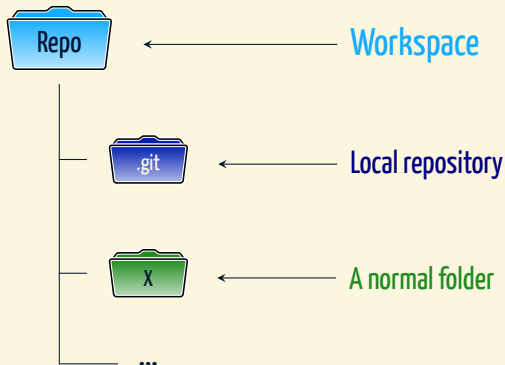 Repo
Workspace
.git
Local repository
X
A normal folder
...